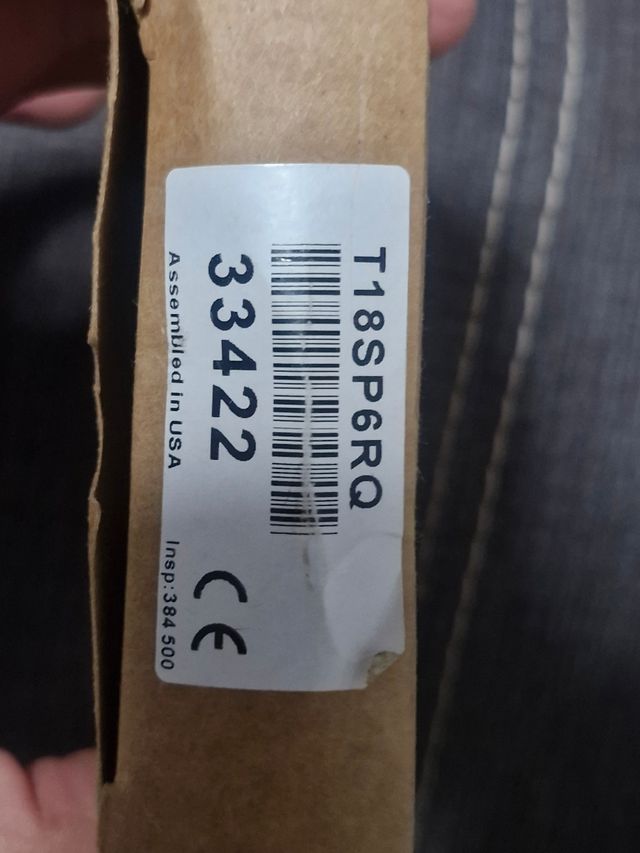 T18SP6RQ
33422
CE
Assembled in USA
Insp:384 500